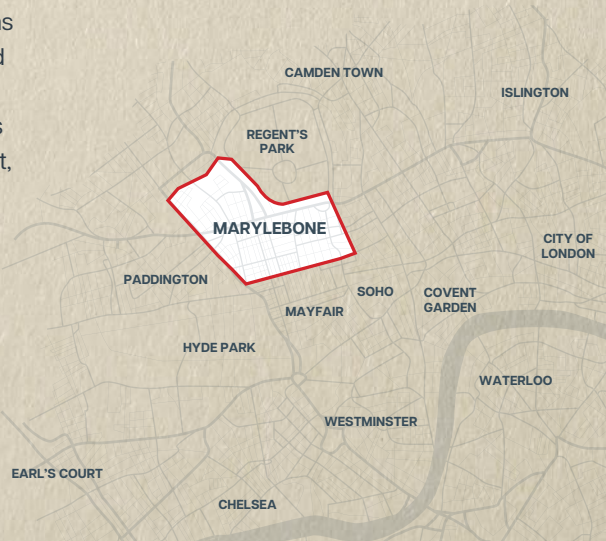 CAMDEN TOWN
ISLINGTON
REGENT'S
PARK
MARYLEBONE
CITY OF
LONDON
PADDINGTON
SOHO
COVENT
GARDEN
MAYFAIR
HYDE PARK
WATERLOO
WESTMINSTER
EARL'S COURT
CHELSEA